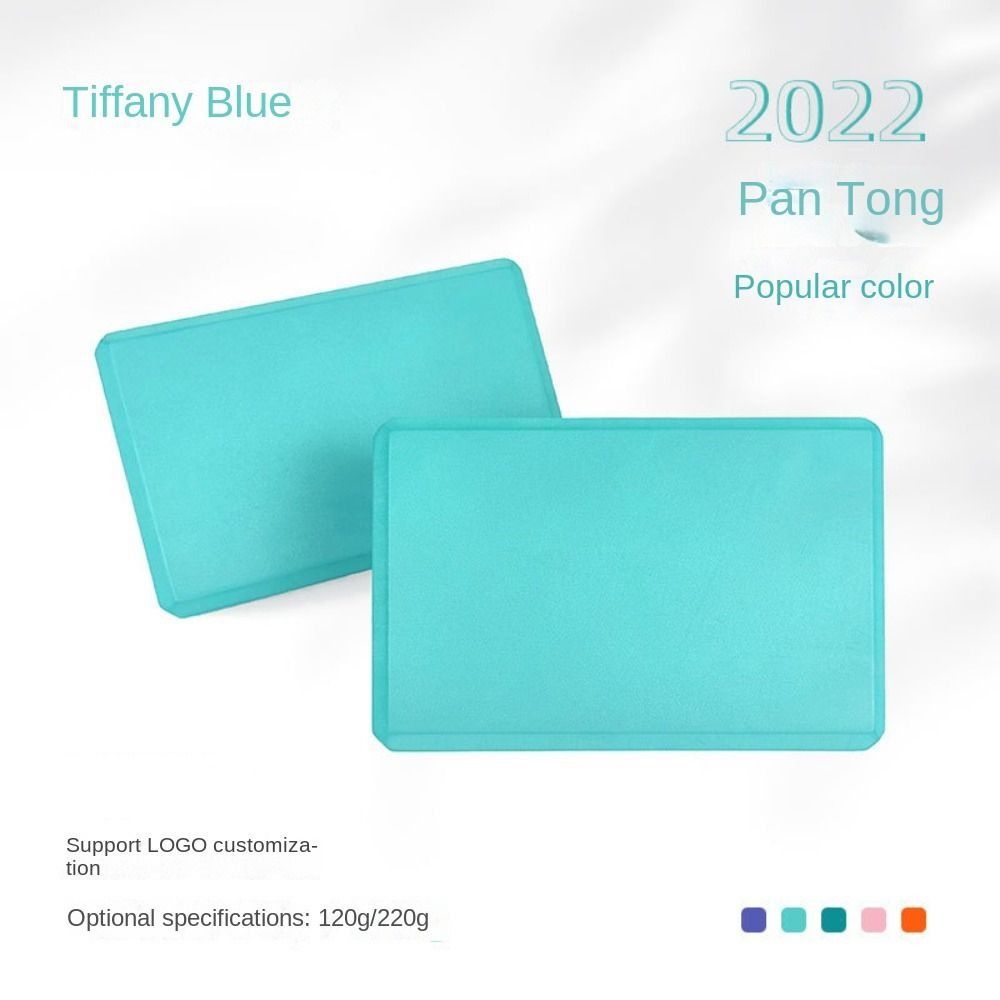 Tiffany Blue
2022
Pan Tong
Popular color
Support LOGO customiza-
tion
Optional specifications: 120g/220g